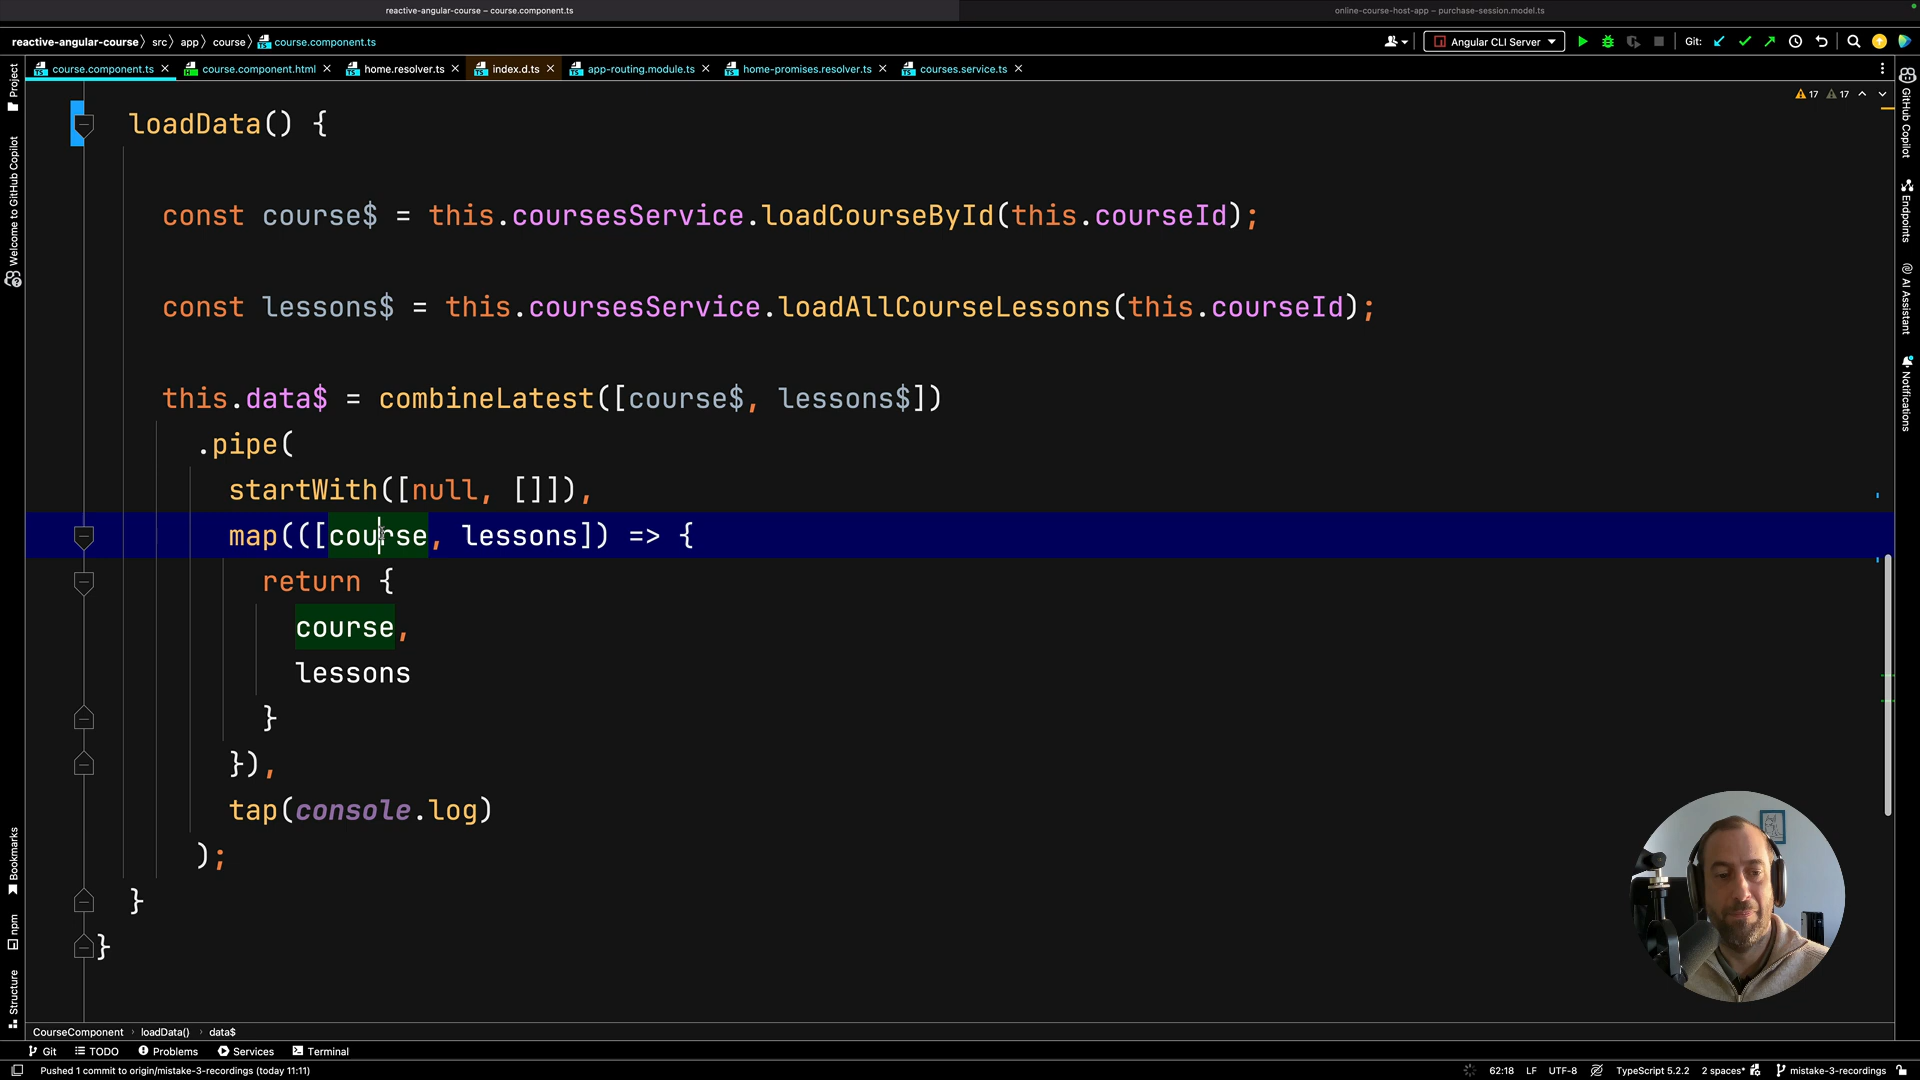 reactive-angular-course – course.component.ts
online-course-host-app – purchase-session.model.ts
reactive-angular-course src app course course.component.ts
Angular CLI Server
Git:
course.component.ts
course.component.html
home.resolver.ts
index.d.ts
app-routing.module.ts
home-promises.resolver.ts
courses.service.ts
17 17
Project
Welcome to GitHub Copilot
Bookmarks
npm
Structure
GitHub Copilot
Endpoints
AI Assistant
Notifications
loadData() {
const course$ = this.coursesService.loadCourseById(this.courseId);
const lessons$ = this.coursesService.loadAllCourseLessons(this.courseId);
this.data$ = combineLatest([course$, lessons$])
.pipe(
startWith([null, []]),
map(([course, lessons]) => {
return {
course,
lessons
}
}),
tap(console.log)
);
}
}
CourseComponent › loadData() › data$
Git
TODO
Problems
Services
Terminal
Pushed 1 commit to origin/mistake-3-recordings (today 11:11)
62:18 LF UTF-8 TypeScript 5.2.2 2 spaces* mistake-3-recordings